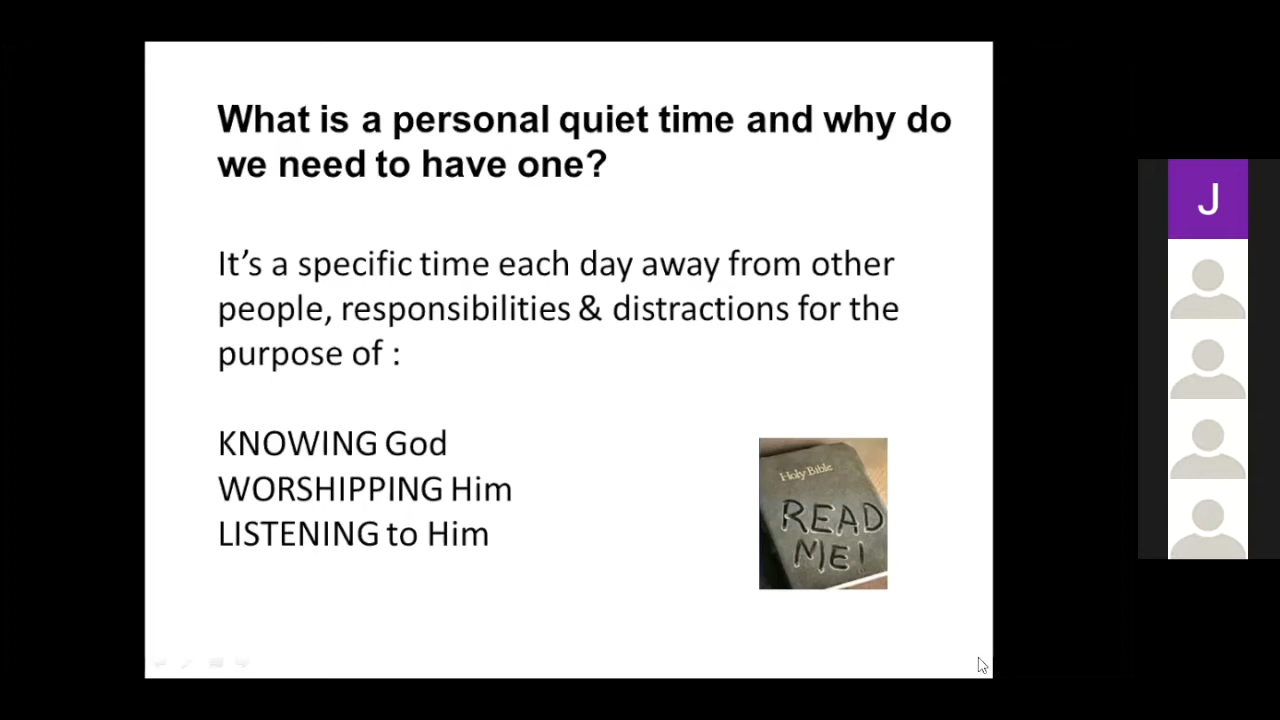 What is a personal quiet time and why do
we need to have one?
It’s a specific time each day away from other
people, responsibilities & distractions for the
purpose of :
KNOWING God
WORSHIPPING Him
LISTENING to Him
Holy Bible
READ
ME!
J